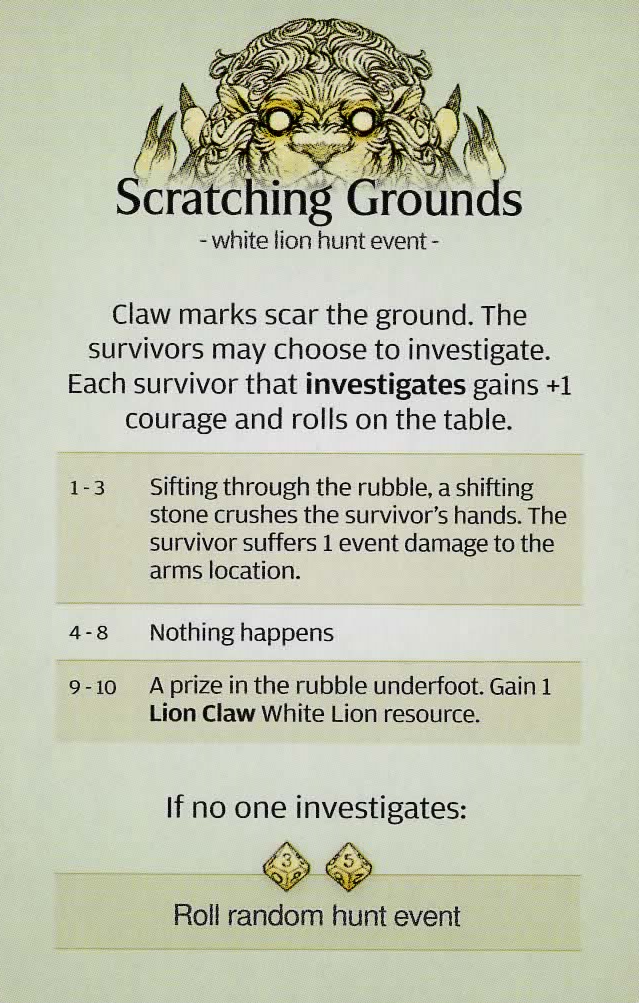 Scratching Grounds
- white lion hunt event -
Claw marks scar the ground. The
survivors may choose to investigate.
Each survivor that investigates gains +1
courage and rolls on the table.
1 - 3 Sifting through the rubble, a shifting
stone crushes the survivor's hands. The
survivor suffers 1 event damage to the
arms location.
4 - 8 Nothing happens
9 - 10 A prize in the rubble underfoot. Gain 1
Lion Claw White Lion resource.
If no one investigates:
3 5
Roll random hunt event